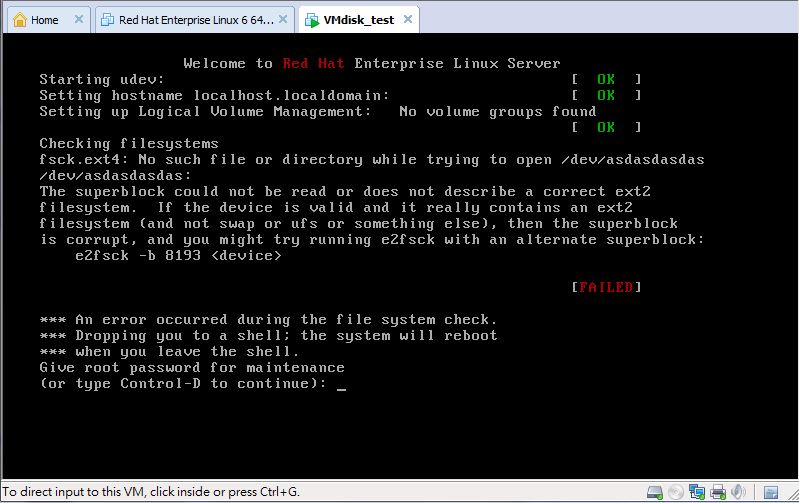 Home
Red Hat Enterprise Linux 6 64...
VMdisk_test
Welcome to Red Hat Enterprise Linux Server
Starting udev: [ OK ]
Setting hostname localhost.localdomain: [ OK ]
Setting up Logical Volume Management: No volume groups found
[ OK ]
Checking filesystems
fsck.ext4: No such file or directory while trying to open /dev/asdasdasdas
/dev/asdasdasdas:
The superblock could not be read or does not describe a correct ext2
filesystem. If the device is valid and it really contains an ext2
filesystem (and not swap or ufs or something else), then the superblock
is corrupt, and you might try running e2fsck with an alternate superblock:
e2fsck -b 8193 <device>
[FAILED]
*** An error occurred during the file system check.
*** Dropping you to a shell; the system will reboot
*** when you leave the shell.
Give root password for maintenance
(or type Control-D to continue): _
To direct input to this VM, click inside or press Ctrl+G.